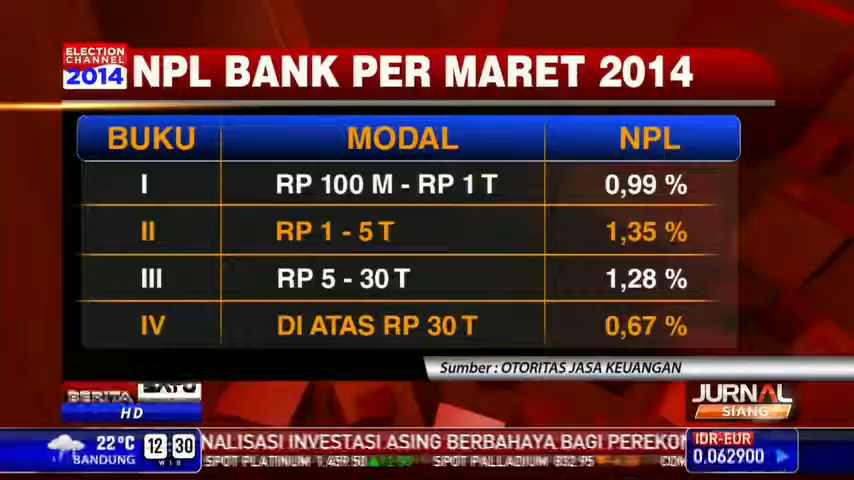 ELECTION
CHANNEL
2014
NPL BANK PER MARET 2014
BUKU MODAL NPL
I RP 100 M - RP 1 T 0,99 %
II RP 1 - 5 T 1,35 %
III RP 5 - 30 T 1,28 %
IV DI ATAS RP 30 T 0,67 %
Sumber : OTORITAS JASA KEUANGAN
BERITA SATU
HD
JURNAL
SIANG
22°C
BANDUNG
12:30
WIB
NALISASI INVESTASI ASING BERBAHAYA BAGI PEREKON
SPOT PLATINUM SPOT PALLADIUM 832.95
IDR-EUR
0,062900